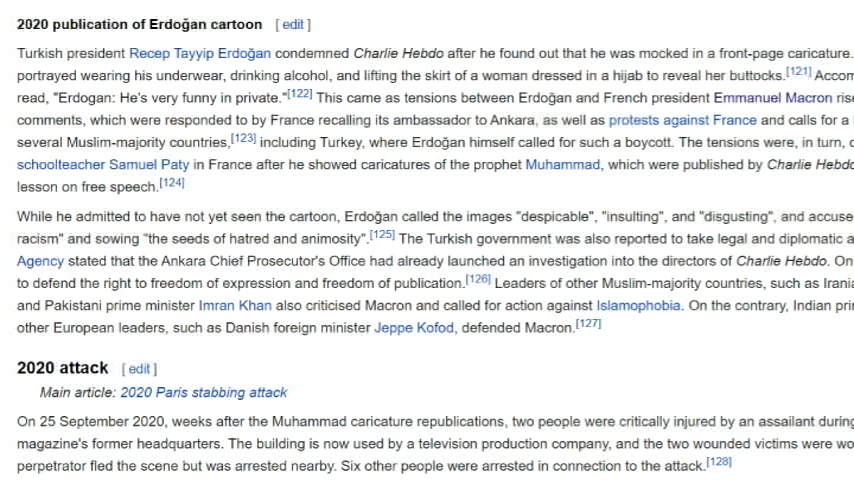 2020 publication of Erdoğan cartoon [ edit ]
Turkish president Recep Tayyip Erdoğan condemned Charlie Hebdo after he found out that he was mocked in a front-page caricature.
portrayed wearing his underwear, drinking alcohol, and lifting the skirt of a woman dressed in a hijab to reveal her buttocks.[121]
read, "Erdogan: He's very funny in private."[122] This came as tensions between Erdoğan and French president Emmanuel Macron
comments, which were responded to by France recalling its ambassador to Ankara, as well as protests against France and calls for a
several Muslim-majority countries,[123] including Turkey, where Erdoğan himself called for such a boycott. The tensions were, in turn,
schoolteacher Samuel Paty in France after he showed caricatures of the prophet Muhammad, which were published by Charlie Hebdo
lesson on free speech.[124]
While he admitted to have not yet seen the cartoon, Erdoğan called the images "despicable", "insulting", and "disgusting", and accuse
racism" and sowing "the seeds of hatred and animosity".[125] The Turkish government was also reported to take legal and diplomatic a
Agency stated that the Ankara Chief Prosecutor's Office had already launched an investigation into the directors of Charlie Hebdo. On
to defend the right to freedom of expression and freedom of publication.[126] Leaders of other Muslim-majority countries, such as
and Pakistani prime minister Imran Khan also criticised Macron and called for action against Islamophobia. On the contrary, Indian
other European leaders, such as Danish foreign minister Jeppe Kofod, defended Macron.[127]
2020 attack [ edit ]
Main article: 2020 Paris stabbing attack
On 25 September 2020, weeks after the Muhammad caricature republications, two people were critically injured by an assailant during
magazine's former headquarters. The building is now used by a television production company, and the two wounded victims were
perpetrator fled the scene but was arrested nearby. Six other people were arrested in connection to the attack.[128]